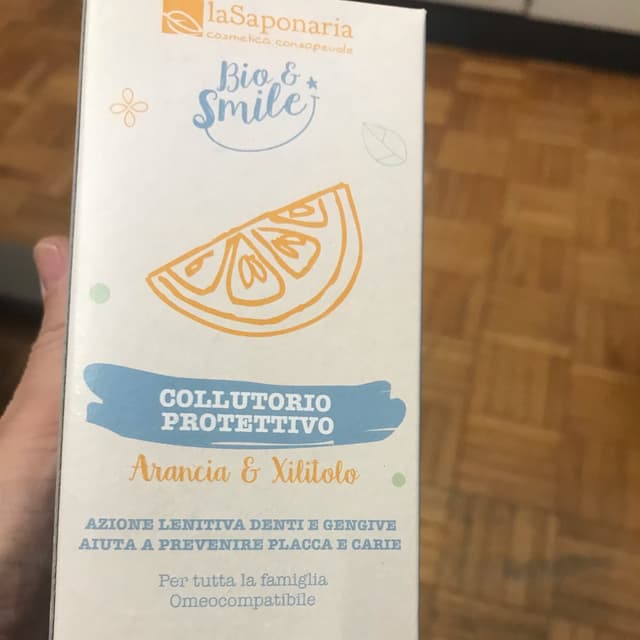 laSaponaria
cosmetica consapevole
Bio &
Smile
COLLUTORIO
PROTETTIVO
Arancia & Xilitolo
AZIONE LENITIVA DENTI E GENGIVE
AIUTA A PREVENIRE PLACCA E CARIE
Per tutta la famiglia
Omeocompatibile